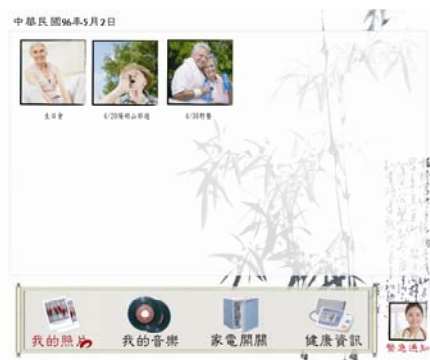 中華民國96年5月2日
生日會
4/20陽明山郊遊
4/30野餐
我的照片
我的音樂
家電開關
健康資訊
緊急通知